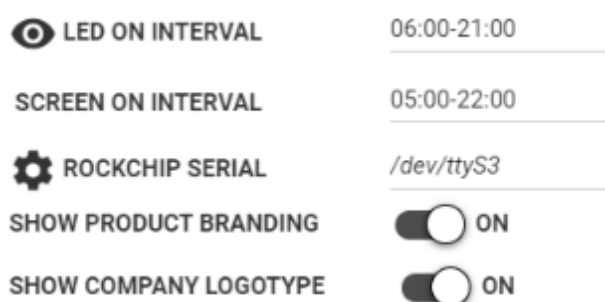 LED ON INTERVAL 06:00-21:00
SCREEN ON INTERVAL 05:00-22:00
ROCKCHIP SERIAL /dev/ttyS3
SHOW PRODUCT BRANDING ON
SHOW COMPANY LOGOTYPE ON